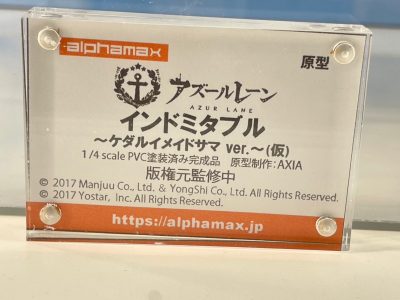 alphamax
原型
アズールレーン
AZUR LANE
インドミタブル
～ケダルイメイドサマ ver.～(仮)
1/4 scale PVC塗装済み完成品 原型制作:AXIA
版権元監修中
© 2017 Manjuu Co., Ltd. & YongShi Co., Ltd. All Rights Reserved.
© 2017 Yostar, Inc. All Rights Reserved.
https://alphamax.jp